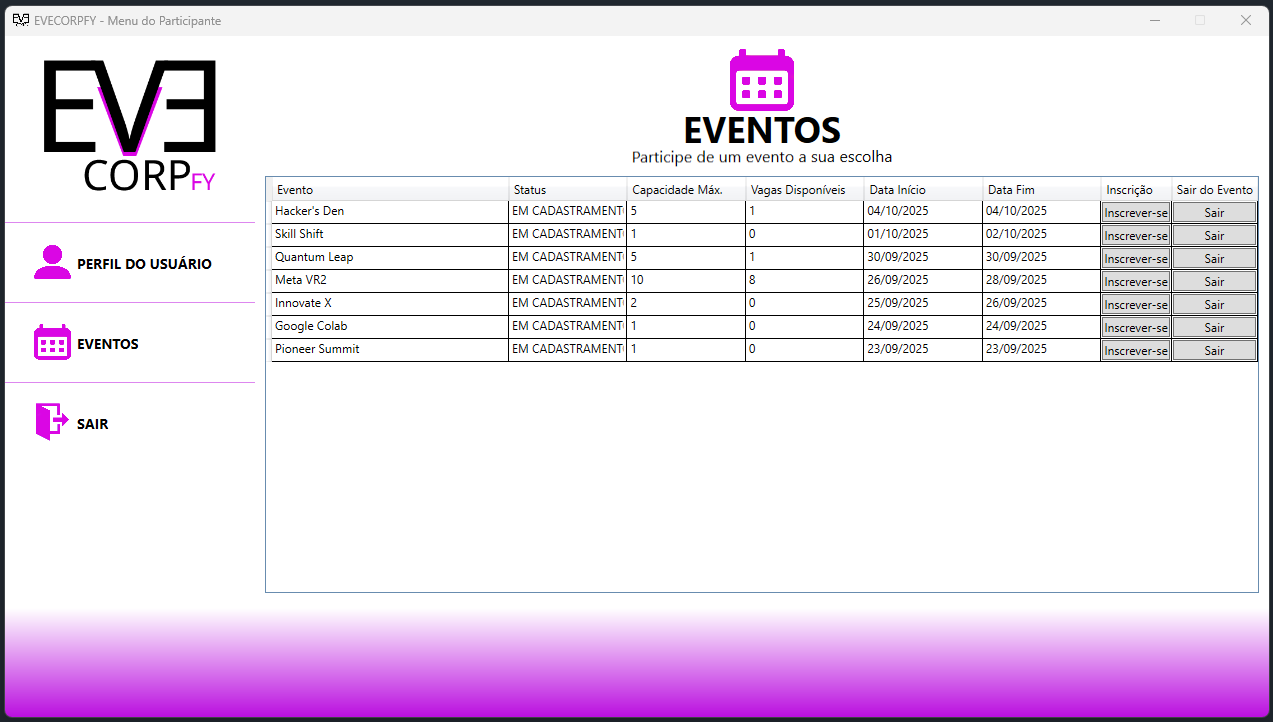 EVECORPFY - Menu do Participante
EVE
CORPFY
PERFIL DO USUÁRIO
EVENTOS
SAIR
EVENTOS
Participe de um evento a sua escolha
Evento Status Capacidade Máx. Vagas Disponíveis Data Início Data Fim Inscrição Sair do Evento
Hacker's Den EM CADASTRAMENT 5 1 04/10/2025 04/10/2025 Inscrever-se Sair
Skill Shift EM CADASTRAMENT 1 0 01/10/2025 02/10/2025 Inscrever-se Sair
Quantum Leap EM CADASTRAMENT 5 1 30/09/2025 30/09/2025 Inscrever-se Sair
Meta VR2 EM CADASTRAMENT 10 8 26/09/2025 28/09/2025 Inscrever-se Sair
Innovate X EM CADASTRAMENT 2 0 25/09/2025 26/09/2025 Inscrever-se Sair
Google Colab EM CADASTRAMENT 1 0 24/09/2025 24/09/2025 Inscrever-se Sair
Pioneer Summit EM CADASTRAMENT 1 0 23/09/2025 23/09/2025 Inscrever-se Sair